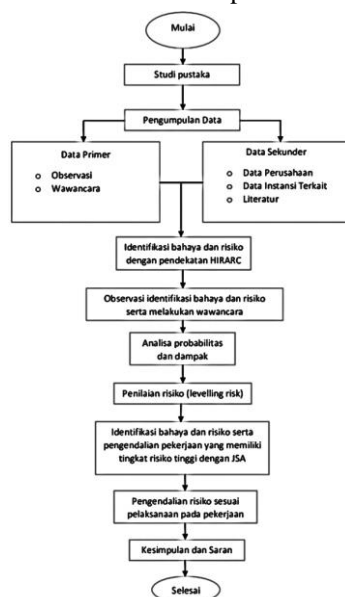 Mulai
Studi pustaka
Pengumpulan Data
Data Primer
o Observasi
o Wawancara
Data Sekunder
o Data Perusahaan
o Data Instansi Terkait
o Literatur
Identifikasi bahaya dan risiko
dengan pendekatan HIRARC
Observasi identifikasi bahaya dan risiko
serta melakukan wawancara
Analisa probabilitas
dan dampak
Penilaian risiko (levelling risk)
Identifikasi bahaya dan risiko serta
pengendalian pekerjaan yang memiliki
tingkat risiko tinggi dengan JSA
Pengendalian risiko sesuai
pelaksanaan pada pekerjaan
Kesimpulan dan Saran
Selesai